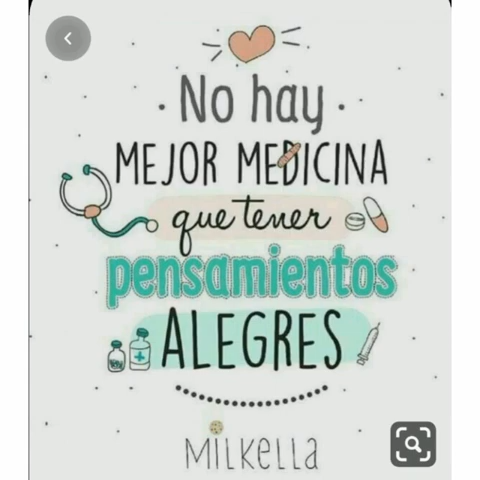 No hay
MEJOR MEDICINA
que tener
pensamientos
ALEGRES
MILKELLA